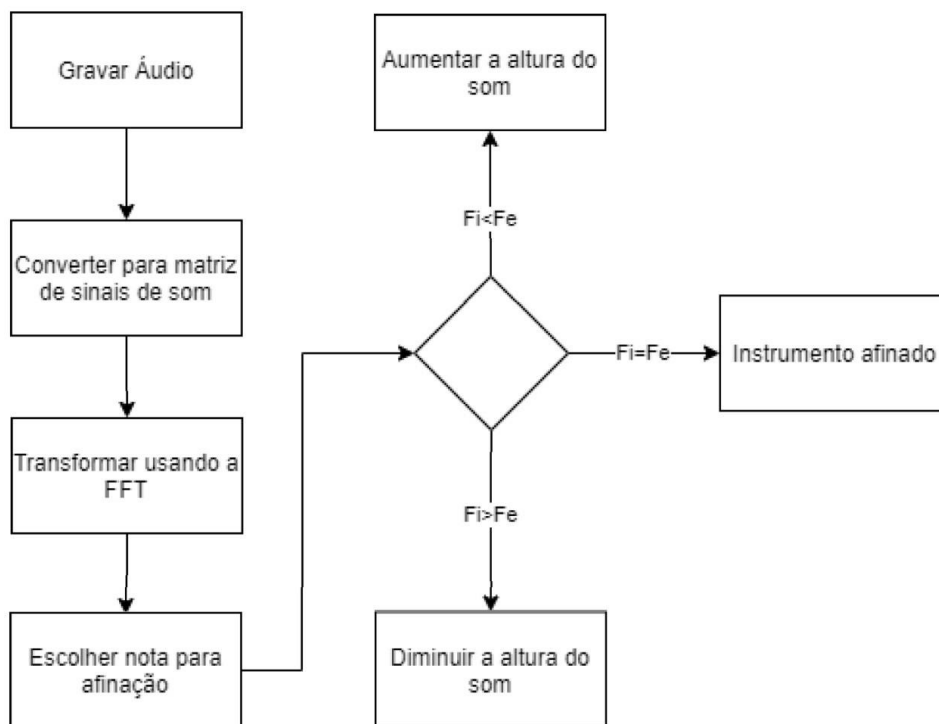 Gravar Áudio
Converter para matriz
de sinais de som
Transformar usando a
FFT
Escolher nota para
afinação
Aumentar a altura do
som
Fi<Fe
Fi=Fe
Instrumento afinado
Fi>Fe
Diminuir a altura do
som